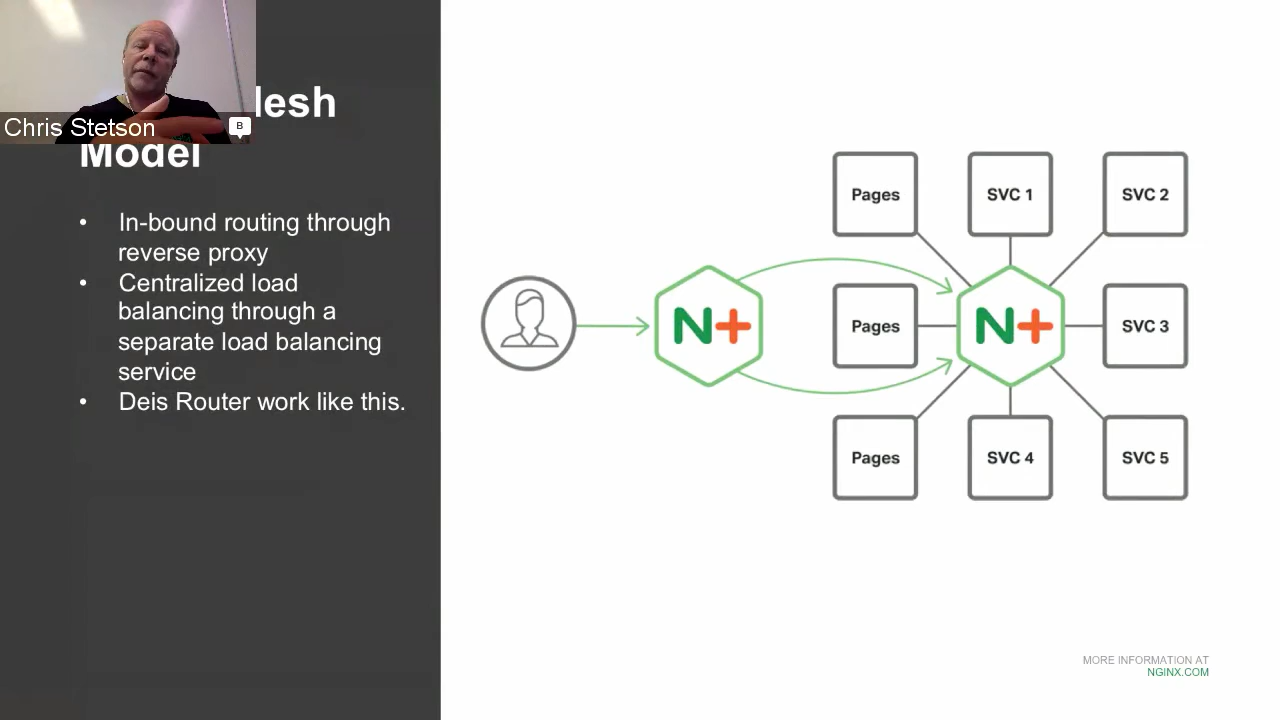 Chris Stetson
B
lesh
Model
• In-bound routing through
reverse proxy
• Centralized load
balancing through a
separate load balancing
service
• Deis Router work like this.
N+
Pages
SVC 1
SVC 2
Pages
N+
SVC 3
Pages
SVC 4
SVC 5
MORE INFORMATION AT
NGINX.COM